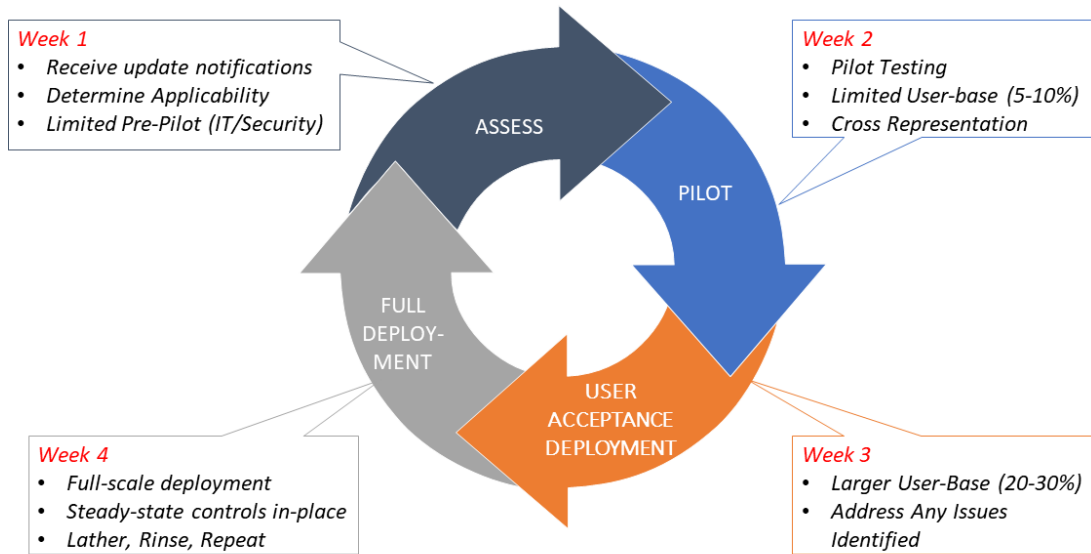 Week 1
• Receive update notifications
• Determine Applicability
• Limited Pre-Pilot (IT/Security)
Week 2
• Pilot Testing
• Limited User-base (5-10%)
• Cross Representation
ASSESS
PILOT
FULL
DEPLOY-
MENT
USER
ACCEPTANCE
DEPLOYMENT
Week 4
• Full-scale deployment
• Steady-state controls in-place
• Lather, Rinse, Repeat
Week 3
• Larger User-Base (20-30%)
• Address Any Issues
Identified